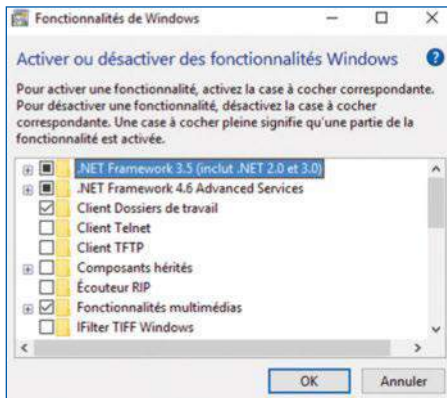 Fonctionnalités de Windows
Activer ou désactiver des fonctionnalités Windows
Pour activer une fonctionnalité, activez la case à cocher correspondante.
Pour désactiver une fonctionnalité, désactivez la case à cocher
correspondante. Une case à cocher pleine signifie qu'une partie de la
fonctionnalité est activée.
.NET Framework 3.5 (inclut .NET 2.0 et 3.0)
.NET Framework 4.6 Advanced Services
Client Dossiers de travail
Client Telnet
Client TFTP
Composants hérités
Écouteur RIP
Fonctionnalités multimédias
IFilter TIFF Windows
OK
Annuler